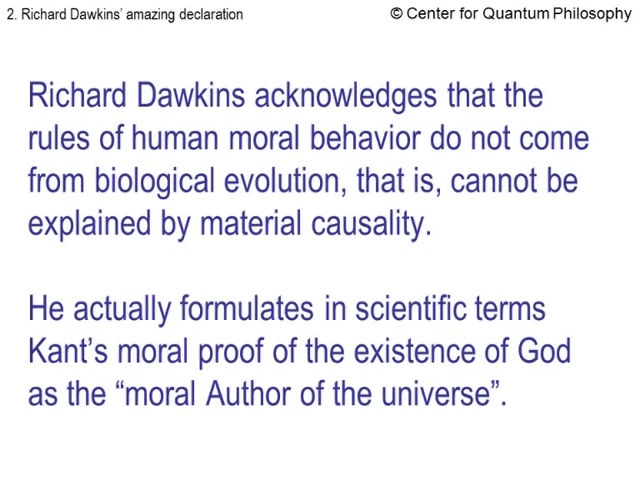 2. Richard Dawkins’ amazing declaration
© Center for Quantum Philosophy
Richard Dawkins acknowledges that the
rules of human moral behavior do not come
from biological evolution, that is, cannot be
explained by material causality.
He actually formulates in scientific terms
Kant’s moral proof of the existence of God
as the “moral Author of the universe”.